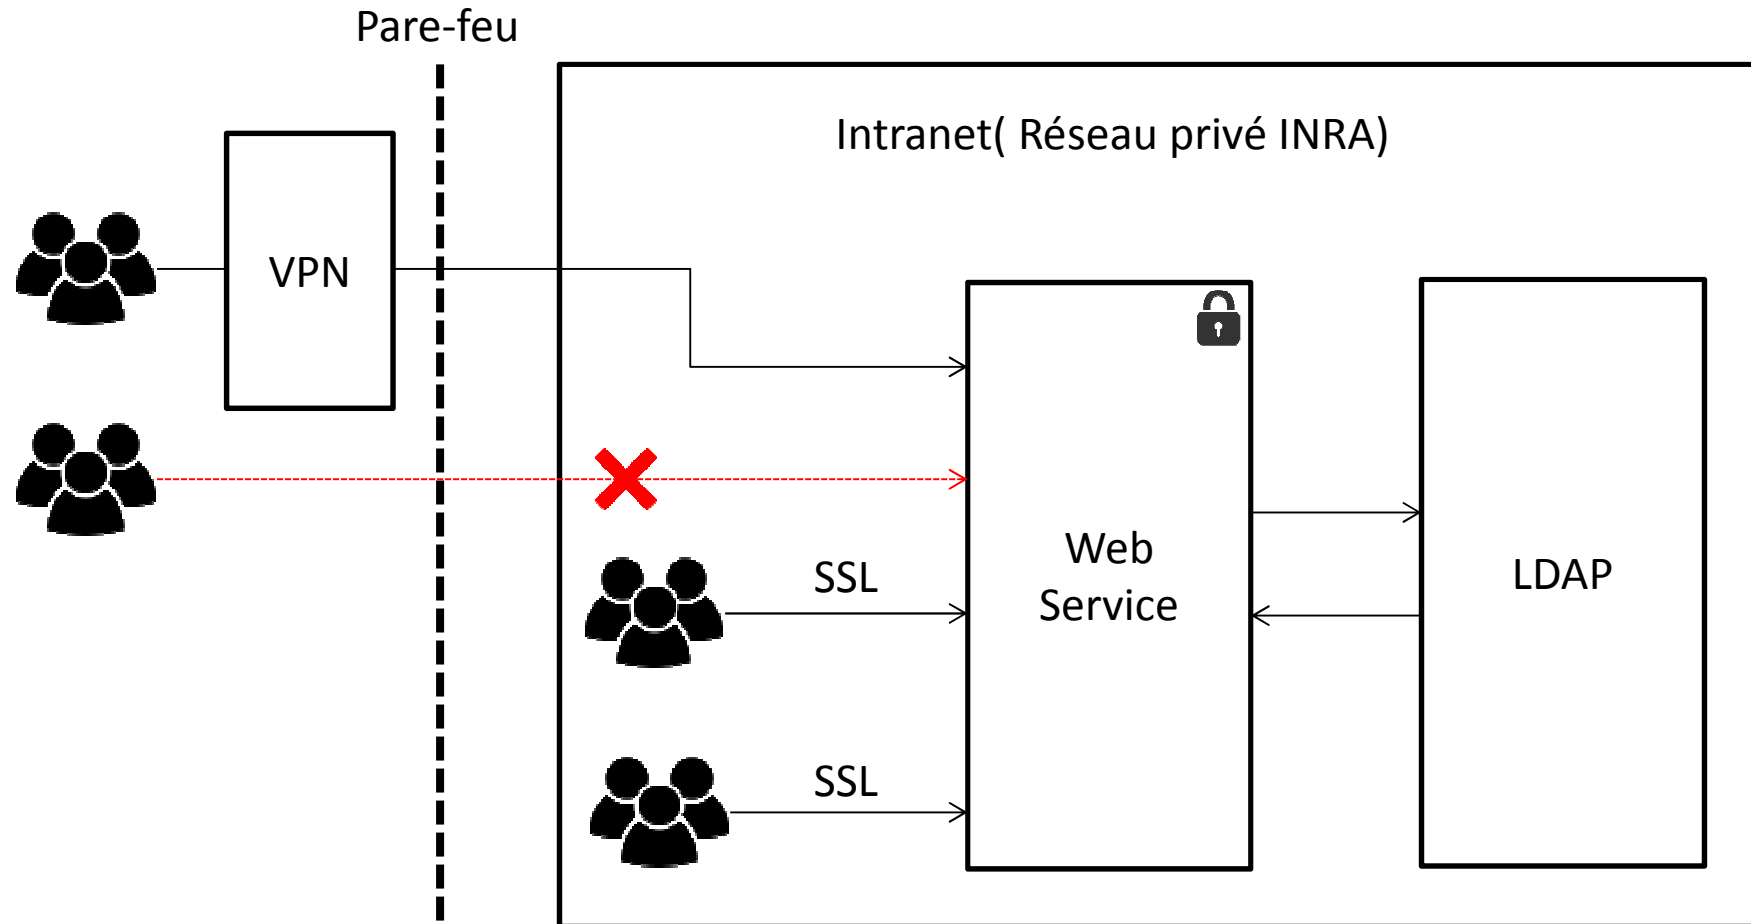 Pare-feu
Intranet( Réseau privé INRA)
VPN
SSL
Web
Service
LDAP
SSL